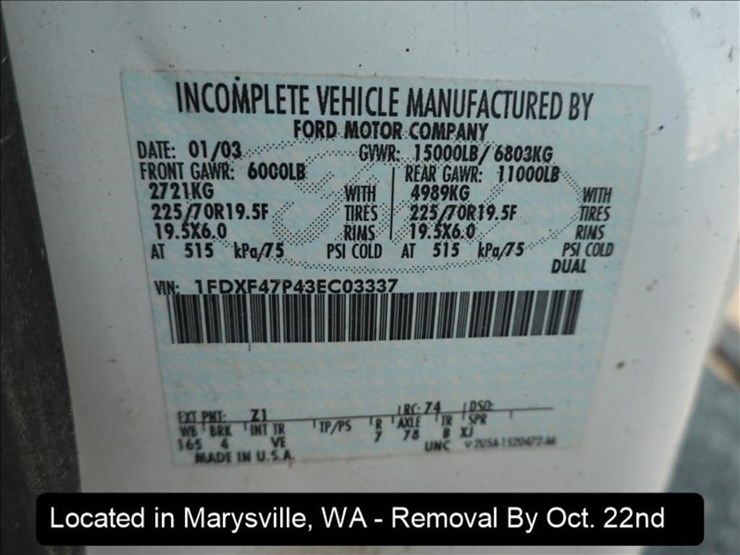 INCOMPLETE VEHICLE MANUFACTURED BY
FORD MOTOR COMPANY
DATE: 01/03 GVWR: 15000LB/ 6803KG
FRONT GAWR: 6000LB REAR GAWR: 11000LB
2721KG WITH 4989KG WITH
225/70R19.5F TIRES 225/70R19.5F TIRES
19.5X6.0 RIMS 19.5X6.0 RIMS
AT 515 kPa/75 PSI COLD AT 515 kPa/75 PSI COLD
DUAL
VIN: 1FDXF47P43EC03337
EXT PNT: Z1 RC: 74 DSO:
WB BRK INT TR TP/PS R AXLE TR SPR
165 4 VE 7 78 B XJ
MADE IN U.S.A. UNC
Located in Marysville, WA - Removal By Oct. 22nd